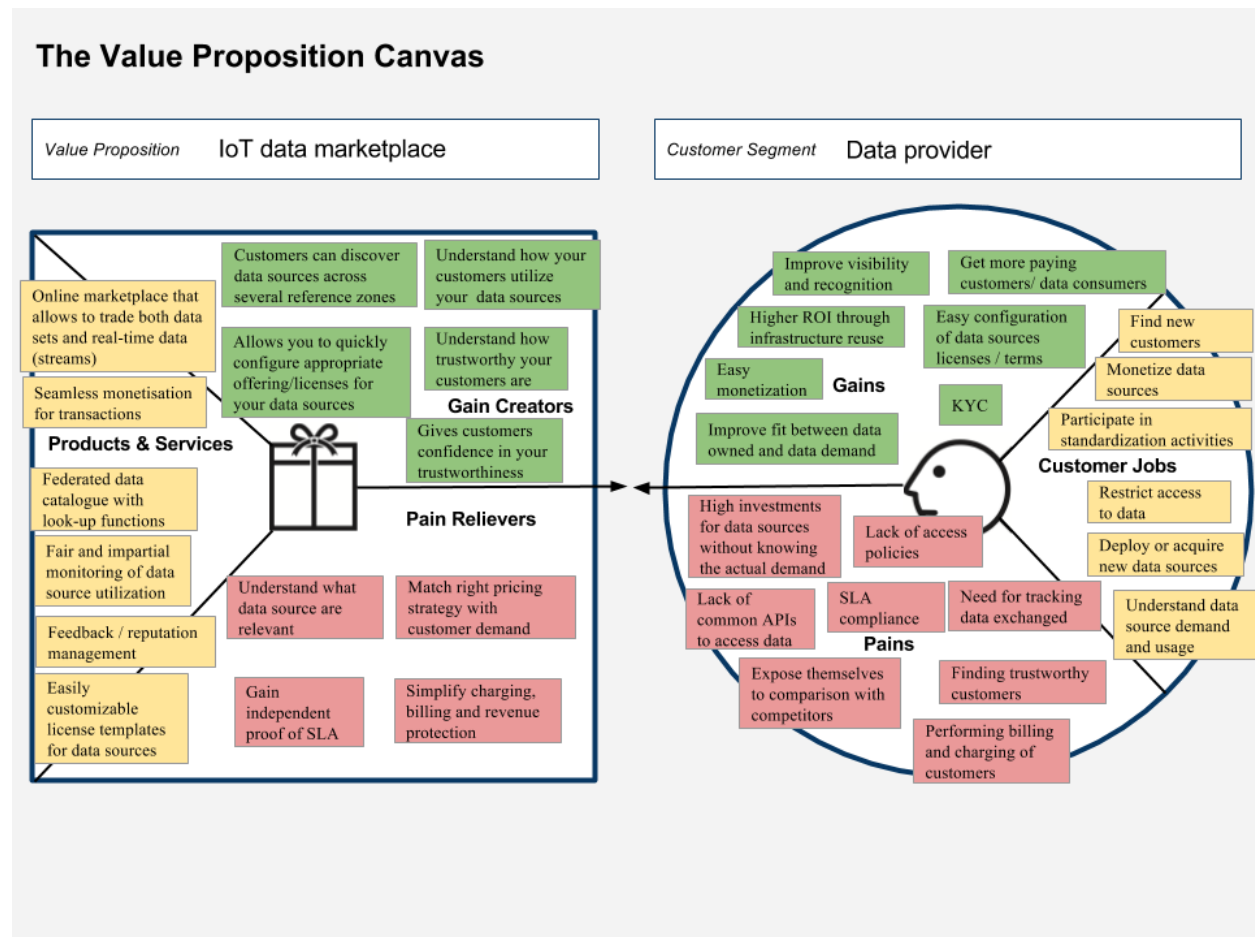 The Value Proposition Canvas
Value Proposition
IoT data marketplace
Customer Segment
Data provider
Online marketplace that
allows to trade both data
sets and real-time data
(streams)
Seamless monetisation
for transactions
Products & Services
Federated data
catalogue with
look-up functions
Fair and impartial
monitoring of data
source utilization
Feedback / reputation
management
Easily
customizable
license templates
for data sources
Customers can discover
data sources across
several reference zones
Understand how your
customers utilize
your data sources
Allows you to quickly
configure appropriate
offering/licenses for
your data sources
Understand how
trustworthy your
customers are
Gain Creators
Gives customers
confidence in your
trustworthiness
Pain Relievers
Understand what
data source are
relevant
Match right pricing
strategy with
customer demand
Gain
independent
proof of SLA
Simplify charging,
billing and revenue
protection
Improve visibility
and recognition
Get more paying
customers/ data consumers
Higher ROI through
infrastructure reuse
Easy configuration
of data sources
licenses / terms
Easy
monetization
Gains
KYC
Improve fit between data
owned and data demand
Find new
customers
Monetize data
sources
Participate in
standardization activities
Customer Jobs
Restrict access
to data
Deploy or acquire
new data sources
Understand data
source demand
and usage
High investments
for data sources
without knowing
the actual demand
Lack of access
policies
Lack of
common APIs
to access data
SLA
compliance
Need for tracking
data exchanged
Pains
Expose themselves
to comparison with
competitors
Finding trustworthy
customers
Performing billing
and charging of
customers